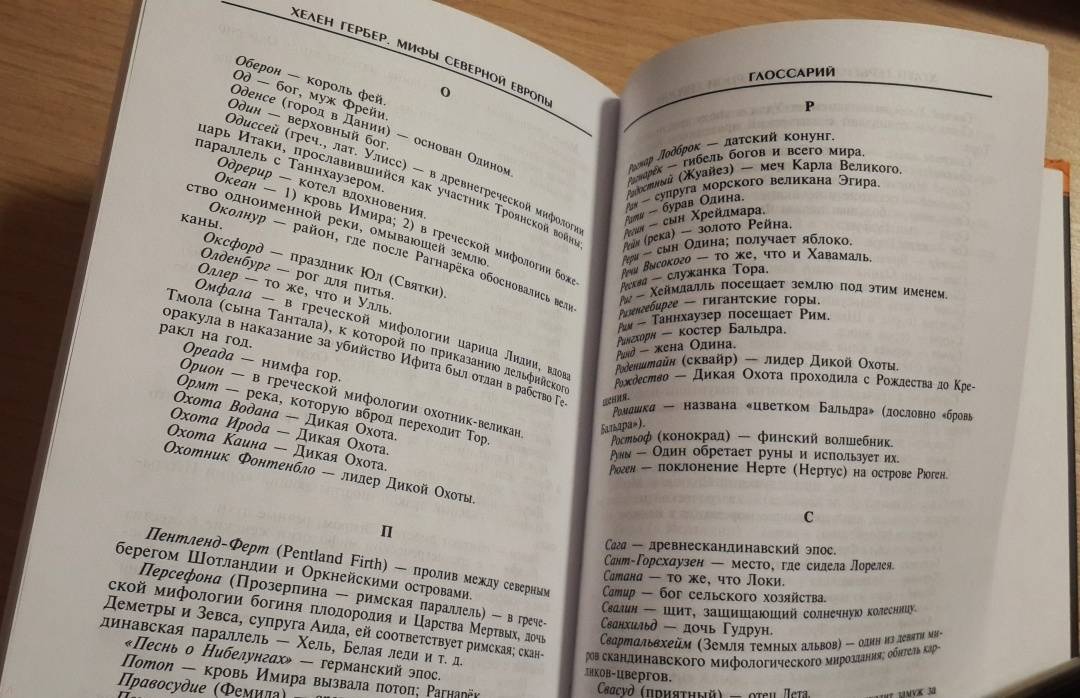 ХЕЛЕН ГЕРБЕР. МИФЫ СЕВЕРНОЙ ЕВРОПЫ
О
Оберон — король фей.
Од — бог, муж Фрейи.
Оденсе (город в Дании) — основан Одином.
Один — верховный бог.
Одиссей (греч., лат. Улисс) — в древнегреческой мифологии
царь Итаки, прославившийся как участник Троянской войны;
параллель с Таннхаузером.
Одрерир — котел вдохновения.
Океан — 1) кровь Имира; 2) в греческой мифологии боже-
ство одноименной реки, омывающей землю.
Околнур — район, где после Рагнарёка обосновались вели-
каны.
Оксфорд — праздник Юл (Святки).
Олденбург — рог для питья.
Оллер — то же, что и Улль.
Омфала — в греческой мифологии царица Лидии, вдова
Тмола (сына Тантала), к которой по приказанию дельфийского
оракула в наказание за убийство Ифита был отдан в рабство Ге-
ракл на год.
Ореада — нимфа гор.
Орион — в греческой мифологии охотник-великан.
Ормт — река, которую вброд переходит Тор.
Охота Водана — Дикая Охота.
Охота Ирода — Дикая Охота.
Охота Каина — Дикая Охота.
Охотник Фонтенбло — лидер Дикой Охоты.
П
Пентленд-Ферт (Pentland Firth) — пролив между северным
берегом Шотландии и Оркнейскими островами.
Персефона (Прозерпина — римская параллель) — в грече-
ской мифологии богиня плодородия и Царства Мертвых, дочь
Деметры и Зевса, супруга Аида, ей соответствует римская; скан-
динавская параллель — Хель, Белая леди и т. д.
«Песнь о Нибелунгах» — германский эпос.
Потоп — кровь Имира вызвала потоп; Рагнарёк.
Правосудие (Фемида) —
ГЛОССАРИЙ
Р
Рагнар Лодброк — датский конунг.
Рагнарёк — гибель богов и всего мира.
Радостный (Жуайез) — меч Карла Великого.
Ран — супруга морского великана Эгира.
Рати — бурав Одина.
Регин — сын Хрейдмара.
Рейн (река) — золото Рейна.
Рери — сын Одина; получает яблоко.
Речи Высокого — то же, что и Хавамаль.
Ресква — служанка Тора.
Риг — Хеймдалль посещает землю под этим именем.
Ризенгебирге — гигантские горы.
Рим — Таннхаузер посещает Рим.
Рингхорн — костер Бальдра.
Ринд — жена Одина.
Роденштайн (сквайр) — лидер Дикой Охоты.
Рождество — Дикая Охота проходила с Рождества до Кре-
щения.
Ромашка — названа «цветком Бальдра» (дословно «бровь
Бальдра»).
Ростьоф (конокрад) — финский волшебник.
Руны — Один обретает руны и использует их.
Рюген — поклонение Нерте (Нертус) на острове Рюген.
С
Сага — древнескандинавский эпос.
Сант-Горсхаузен — место, где сидела Лорелея.
Сатана — то же, что Локи.
Сатир — бог сельского хозяйства.
Свалин — щит, защищающий солнечную колесницу.
Сванхильд — дочь Гудрун.
Свартальвхейм (Земля темных альвов) — один из девяти ми-
ров скандинавского мифологического мироздания; обитель кар-
ликов-цвергов.
Свасуд (приятный) — отец Лета.
замуж за